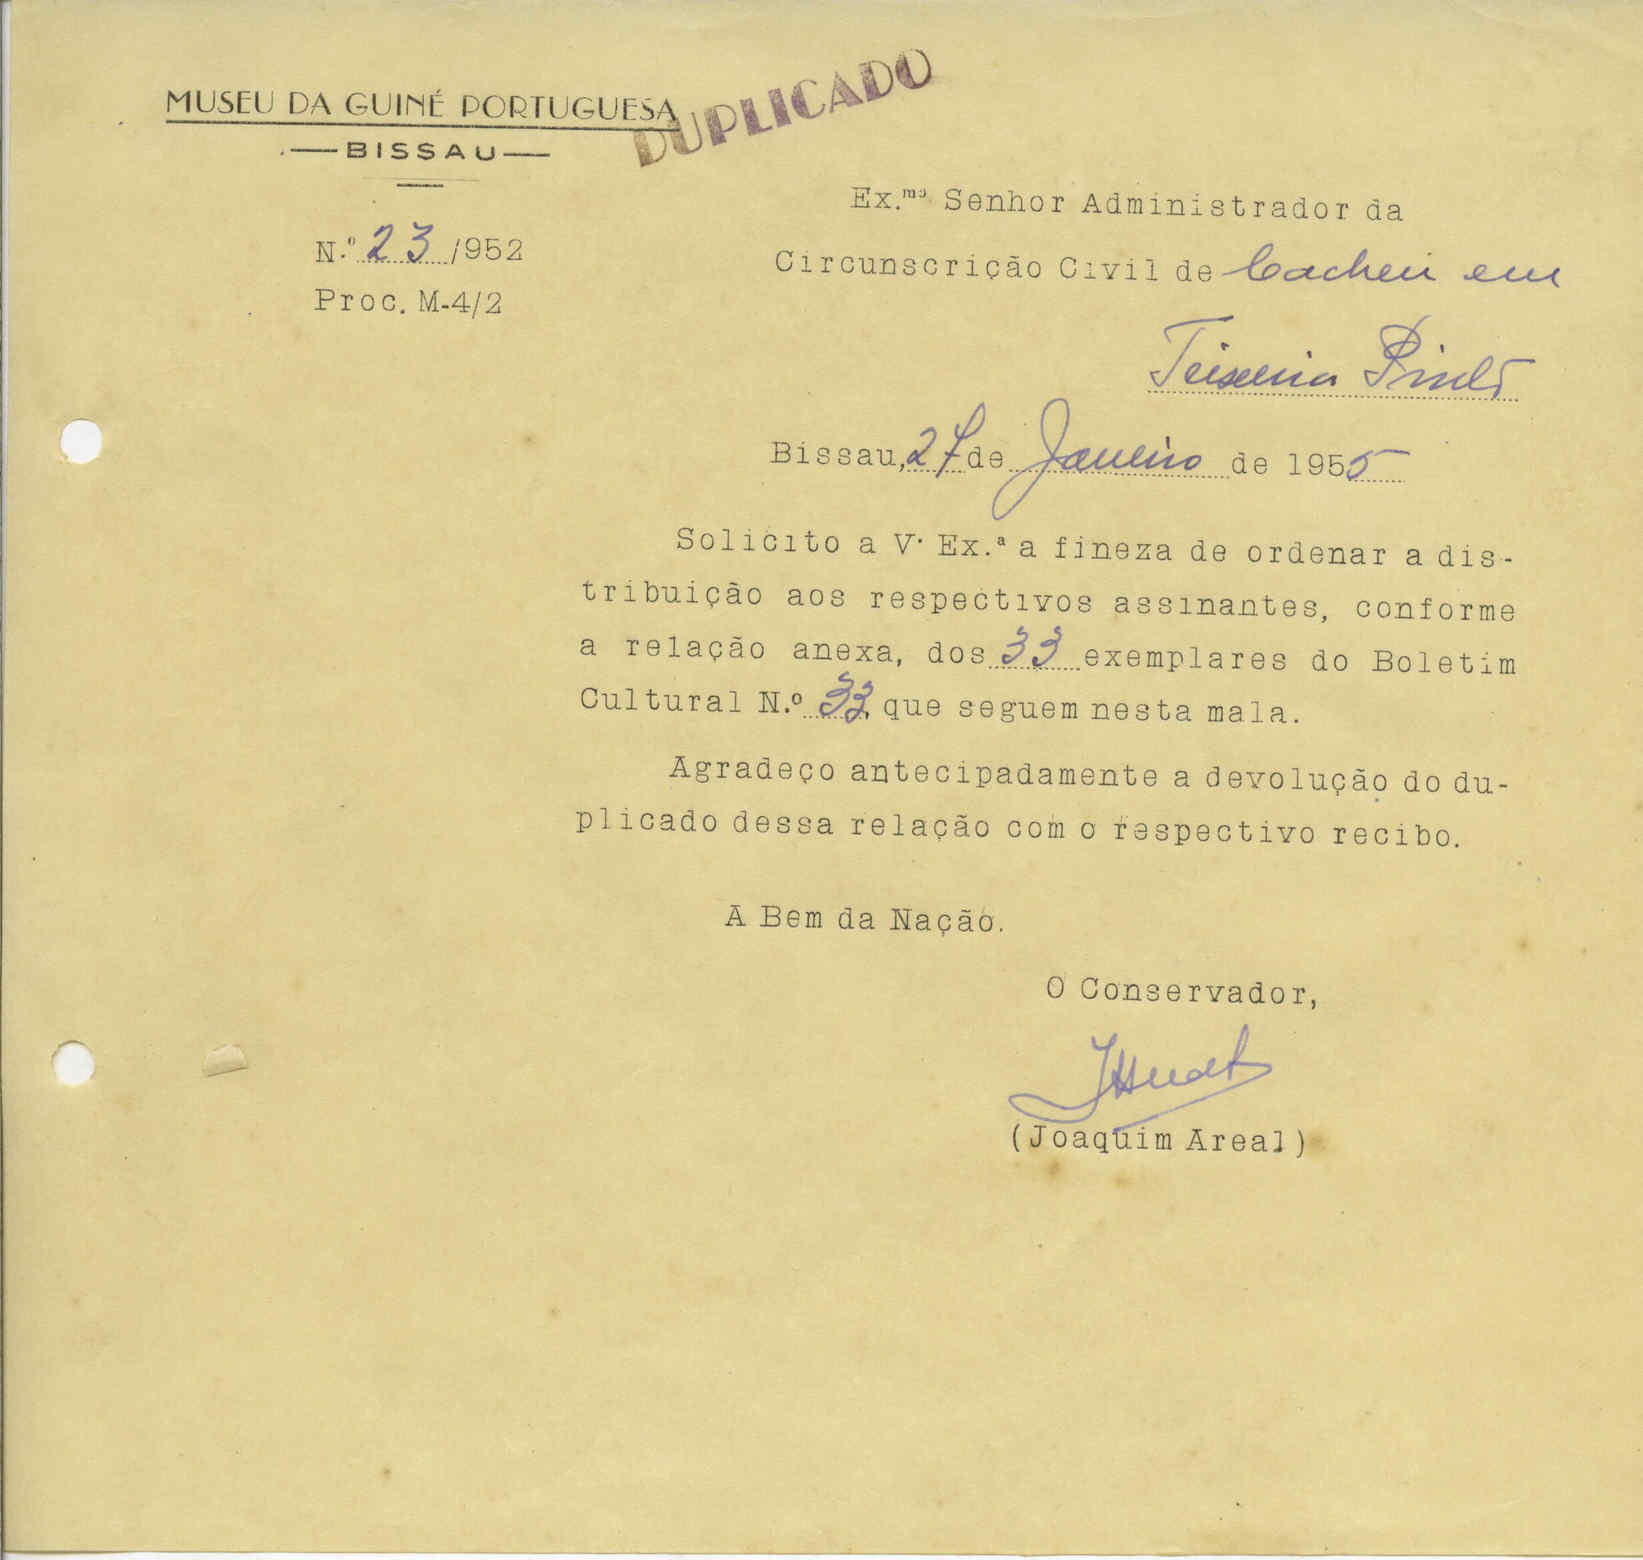 MUSEU DA GUINÉ PORTUGUESA
BISSAU
DUPLICADO
N.º 23/952
Proc. M-4/2
Ex.mo Senhor Administrador da
Circunscrição Civil de Cacheu em
Teixeira Pinto
Bissau, 27 de Janeiro de 1955
Solicito a V. Ex.ª a fineza de ordenar a dis-
tribuição aos respectivos assinantes, conforme
a relação anexa, dos 33 exemplares do Boletim
Cultural N.º 33, que seguem nesta mala.
Agradeço antecipadamente a devolução do du-
plicado dessa relação com o respectivo recibo.
A Bem da Nação.
O Conservador,
(Joaquim Areal)